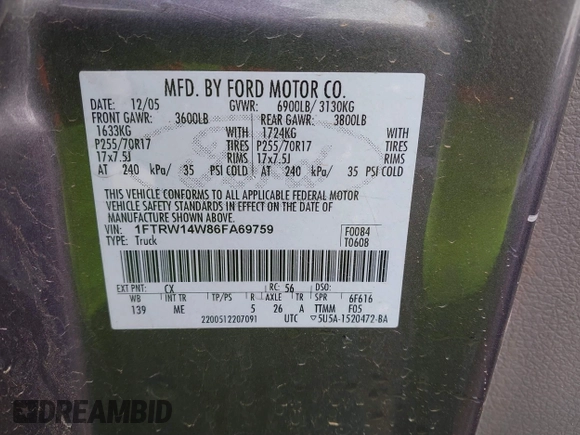 MFD. BY FORD MOTOR CO.
DATE: 12/05 GVWR: 6900LB/ 3130KG
FRONT GAWR: 3600LB REAR GAWR: 3800LB
1633KG WITH 1724KG WITH
P255/70R17 TIRES P255/70R17 TIRES
17x7.5J RIMS 17x7.5J RIMS
AT 240 kPa/ 35 PSI COLD AT 240 kPa/ 35 PSI COLD
THIS VEHICLE CONFORMS TO ALL APPLICABLE FEDERAL MOTOR
VEHICLE SAFETY STANDARDS IN EFFECT ON THE DATE OF
MANUFACTURE SHOWN ABOVE.
VIN: 1FTRW14W86FA69759 F0084
TYPE: Truck T0608
EXT PNT: CX RC: 56 DSO:
WB INT TR TP/PS R AXLE TR SPR 6F616
139 ME 5 26 A TTMM F05
2200512207091 UTC ▽5U5A-1520472-BA
DREAMBID